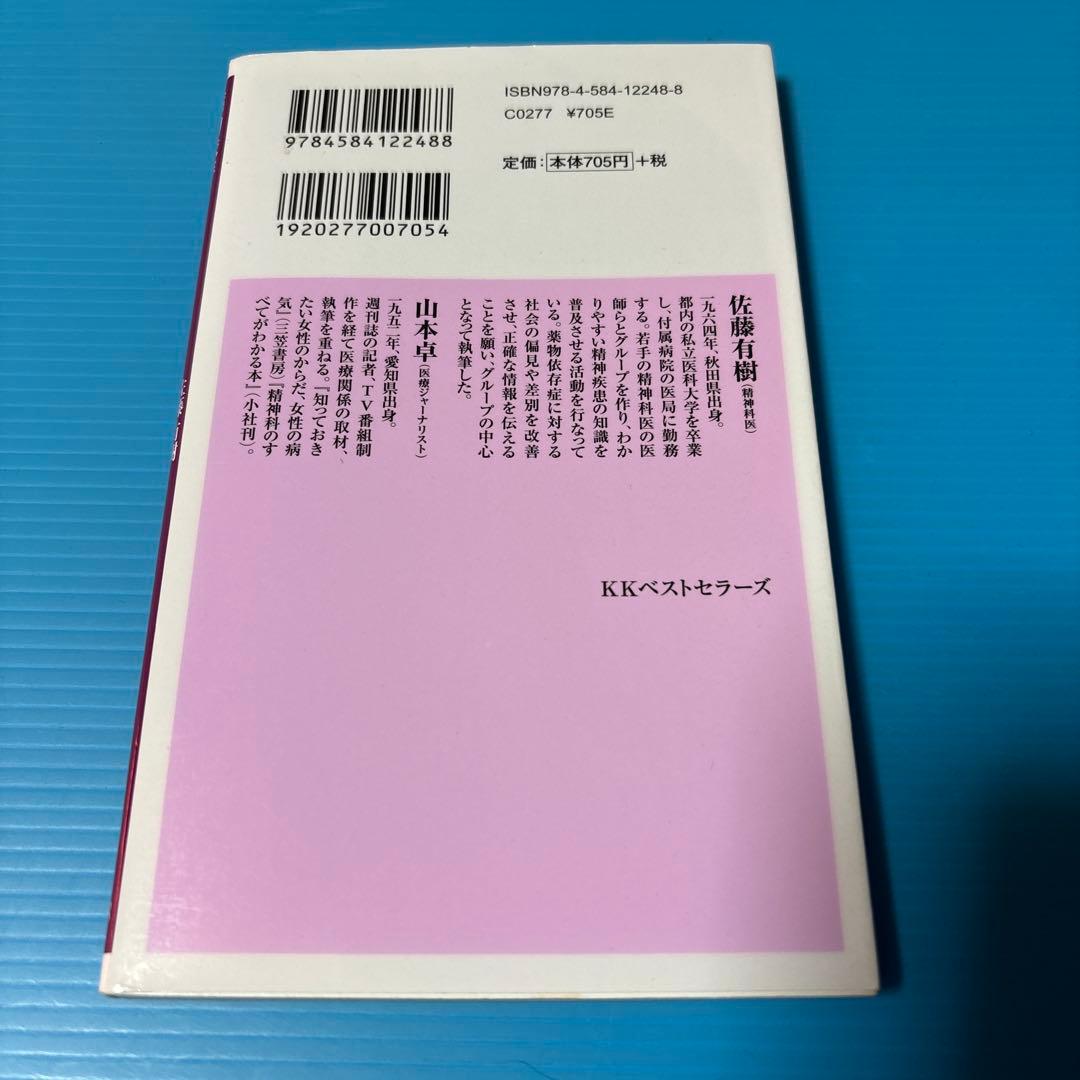 ISBN978-4-584-12248-8
C0277 ¥705E
9784584122488
定価：本体705円＋税
1920277007054
佐藤有樹（精神科医）
一九六四年、秋田県出身。
都内の私立医科大学を卒業
し、付属病院の医局に勤務
する。若手の精神科医の医
師らとグループを作り、わか
りやすい精神疾患の知識を
普及させる活動を行なって
いる。薬物依存症に対する
社会の偏見や差別を改善
させ、正確な情報を伝える
ことを願い、グループの中心
となって執筆した。
山本卓（医療ジャーナリスト）
一九五二年、愛知県出身。
週刊誌の記者、TV番組制
作を経て医療関係の取材、
執筆を重ねる。『知っておき
たい女性のからだ、女性の病
気』（三笠書房）『精神科のす
べてがわかる本』（小社刊）。
KKベストセラーズ